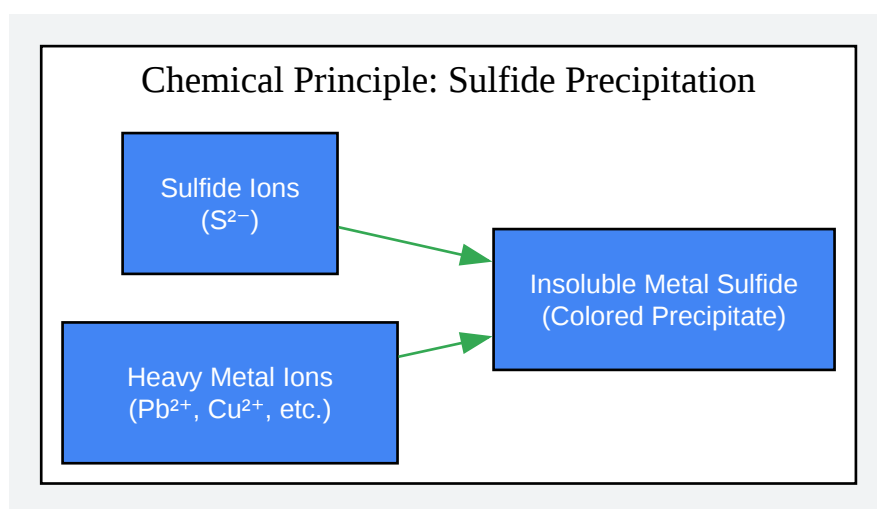 Chemical Principle: Sulfide Precipitation
Sulfide Ions
(S²⁻)
Insoluble Metal Sulfide
(Colored Precipitate)
Heavy Metal Ions
(Pb²⁺, Cu²⁺, etc.)